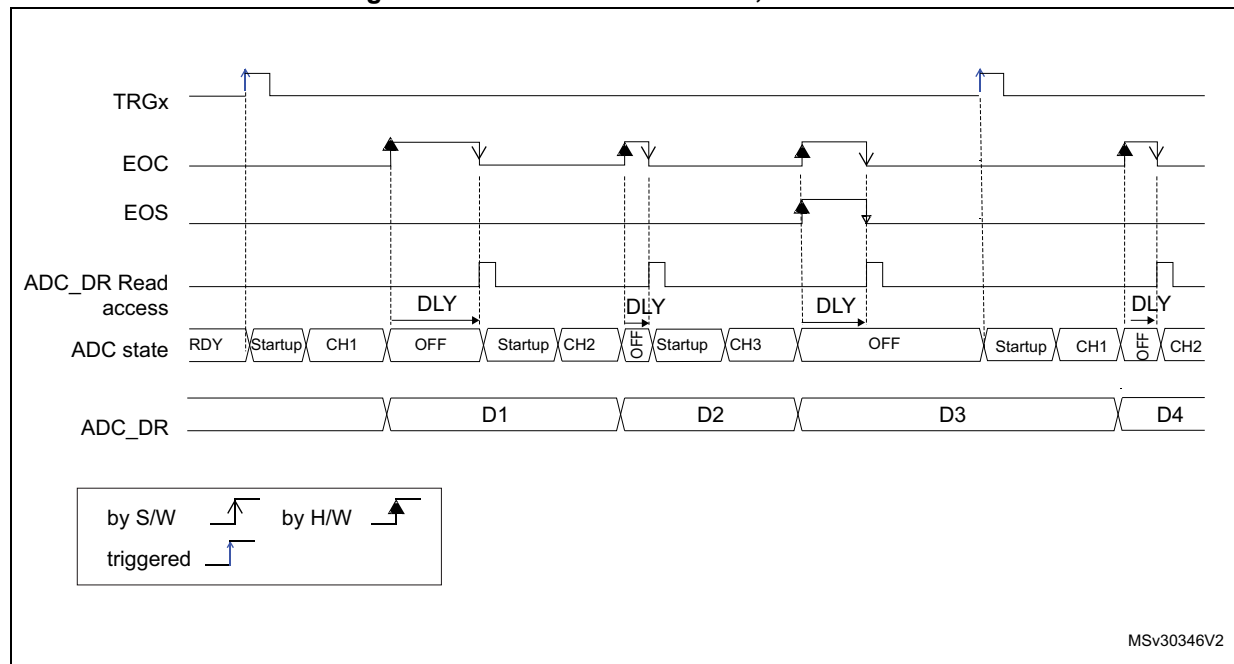 TRGx
EOC
EOS
ADC_DR Read
access
DLY DLY DLY DLY
ADC state RDY Startup CH1 OFF Startup CH2 OFF Startup CH3 OFF Startup CH1 OFF CH2
ADC_DR D1 D2 D3 D4
by S/W by H/W
triggered
MSv30346V2